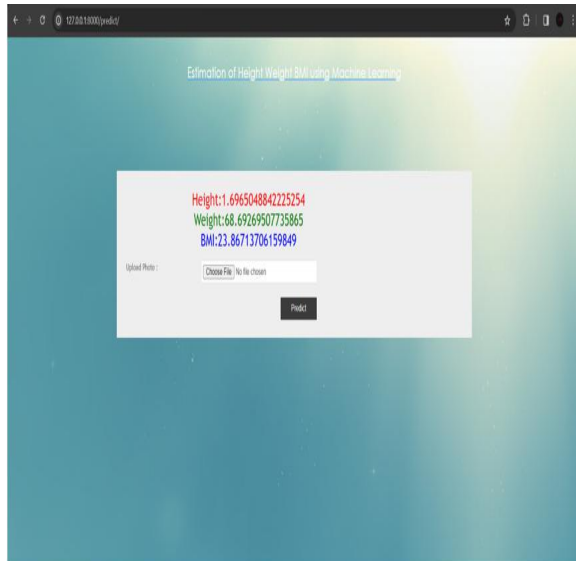 127.0.0.1:8000/predict/
Estimation of Height Weight BMI using Machine Learning
Height:1.6965048842225254
Weight:68.69269507735865
BMI:23.86713706159849
Upload Photo :
Choose File No file chosen
Predict